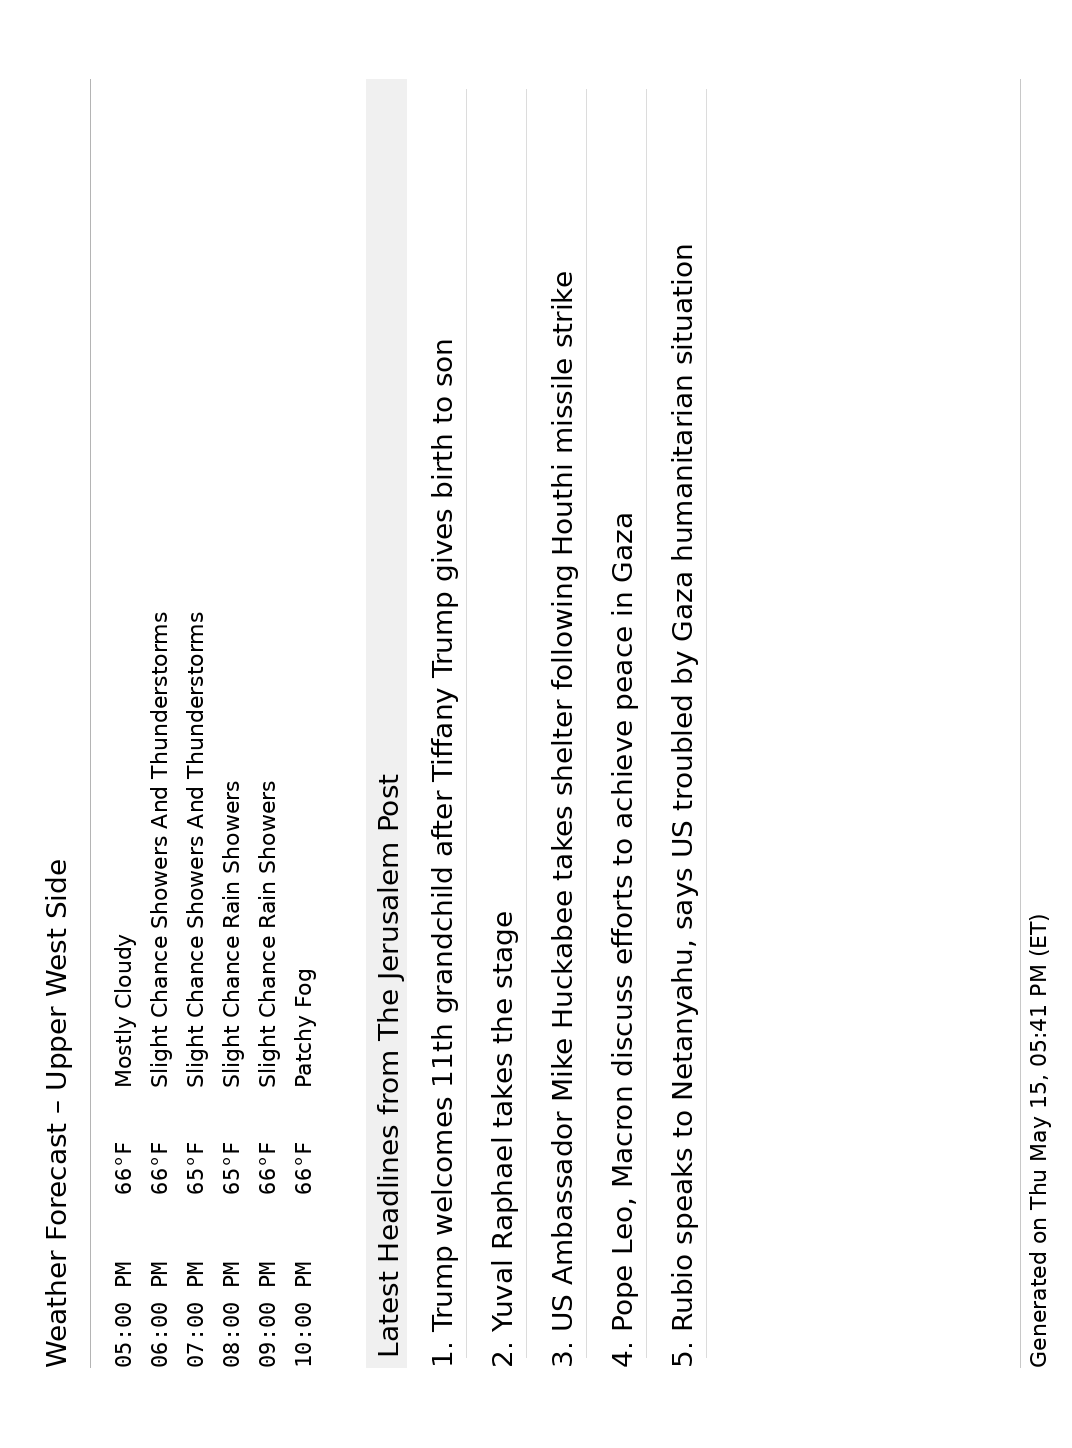 Weather Forecast – Upper West Side
05:00 PM 66°F Mostly Cloudy
06:00 PM 66°F Slight Chance Showers And Thunderstorms
07:00 PM 65°F Slight Chance Showers And Thunderstorms
08:00 PM 65°F Slight Chance Rain Showers
09:00 PM 66°F Slight Chance Rain Showers
10:00 PM 66°F Patchy Fog
Latest Headlines from The Jerusalem Post
1. Trump welcomes 11th grandchild after Tiffany Trump gives birth to son
2. Yuval Raphael takes the stage
3. US Ambassador Mike Huckabee takes shelter following Houthi missile strike
4. Pope Leo, Macron discuss efforts to achieve peace in Gaza
5. Rubio speaks to Netanyahu, says US troubled by Gaza humanitarian situation
Generated on Thu May 15, 05:41 PM (ET)